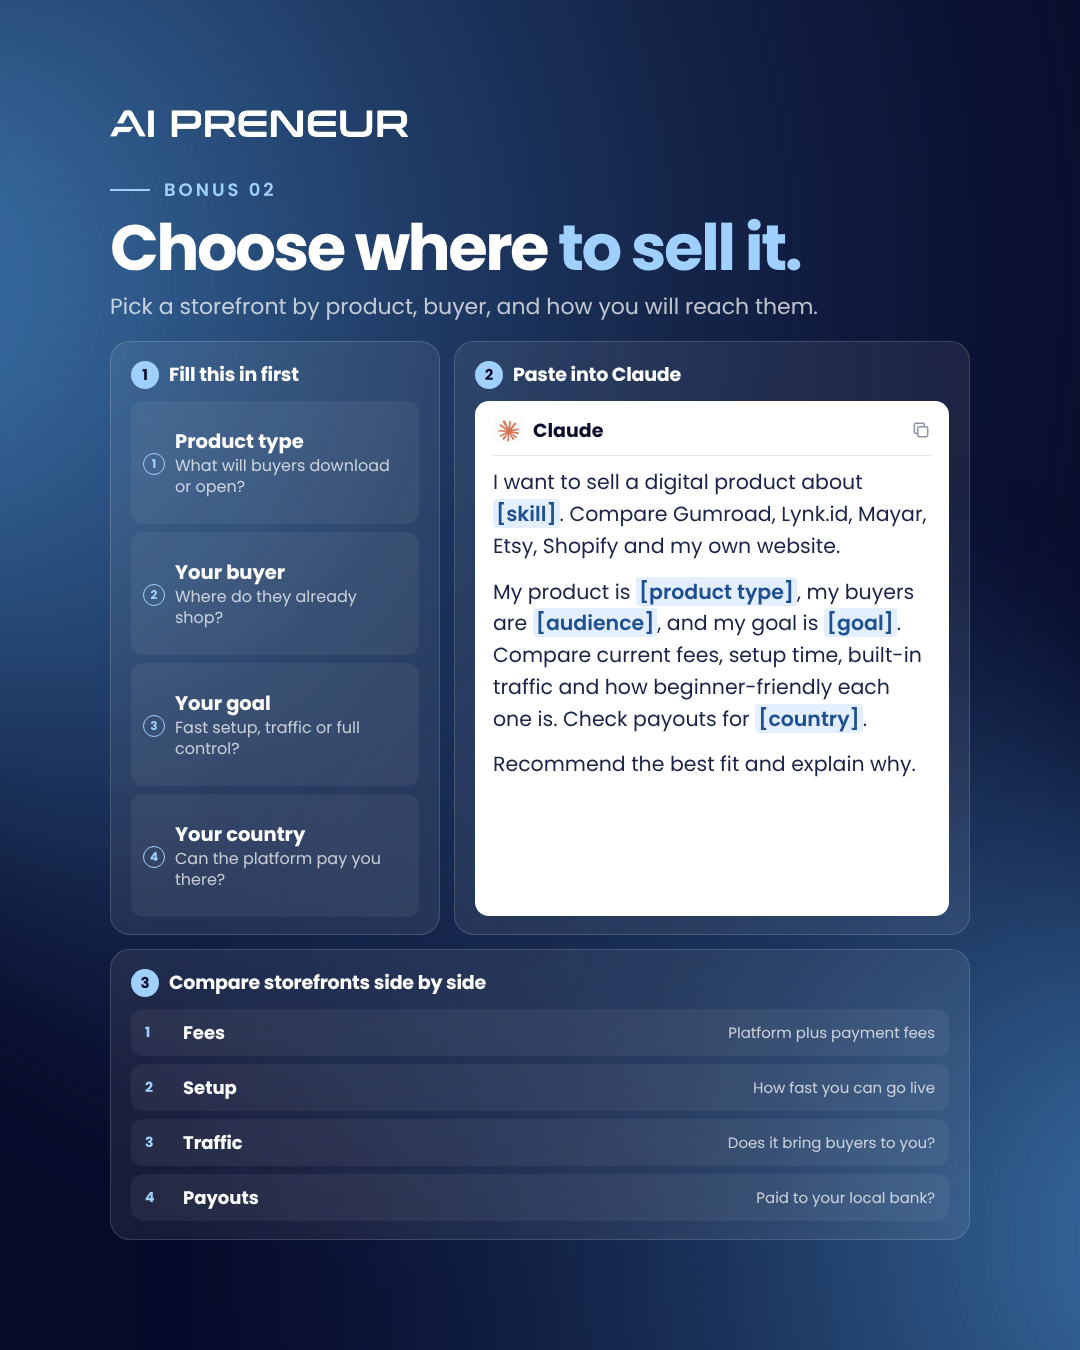 AI PRENEUR
BONUS 02
Choose where to sell it.
Pick a storefront by product, buyer, and how you will reach them.
1 Fill this in first
1 Product type
What will buyers download
or open?
2 Your buyer
Where do they already
shop?
3 Your goal
Fast setup, traffic or full
control?
4 Your country
Can the platform pay you
there?
2 Paste into Claude
Claude
I want to sell a digital product about
[skill]. Compare Gumroad, Lynk.id, Mayar,
Etsy, Shopify and my own website.
My product is [product type], my buyers
are [audience], and my goal is [goal].
Compare current fees, setup time, built-in
traffic and how beginner-friendly each
one is. Check payouts for [country].
Recommend the best fit and explain why.
3 Compare storefronts side by side
1 Fees Platform plus payment fees
2 Setup How fast you can go live
3 Traffic Does it bring buyers to you?
4 Payouts Paid to your local bank?